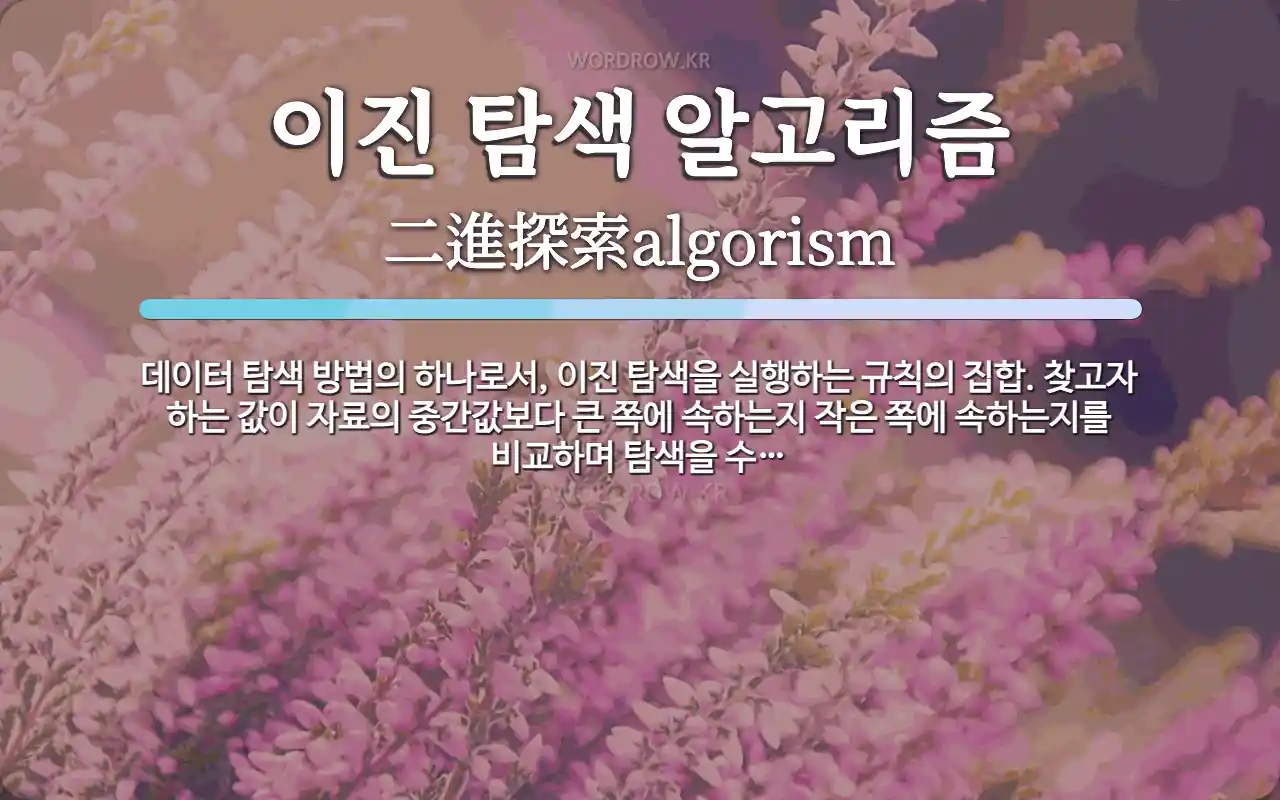 WORDROW.KR
이진 탐색 알고리즘
二進探索algorism
데이터 탐색 방법의 하나로서, 이진 탐색을 실행하는 규칙의 집합. 찾고자
하는 값이 자료의 중간값보다 큰 쪽에 속하는지 작은 쪽에 속하는지를
비교하며 탐색을 수…
WORDROW.KR